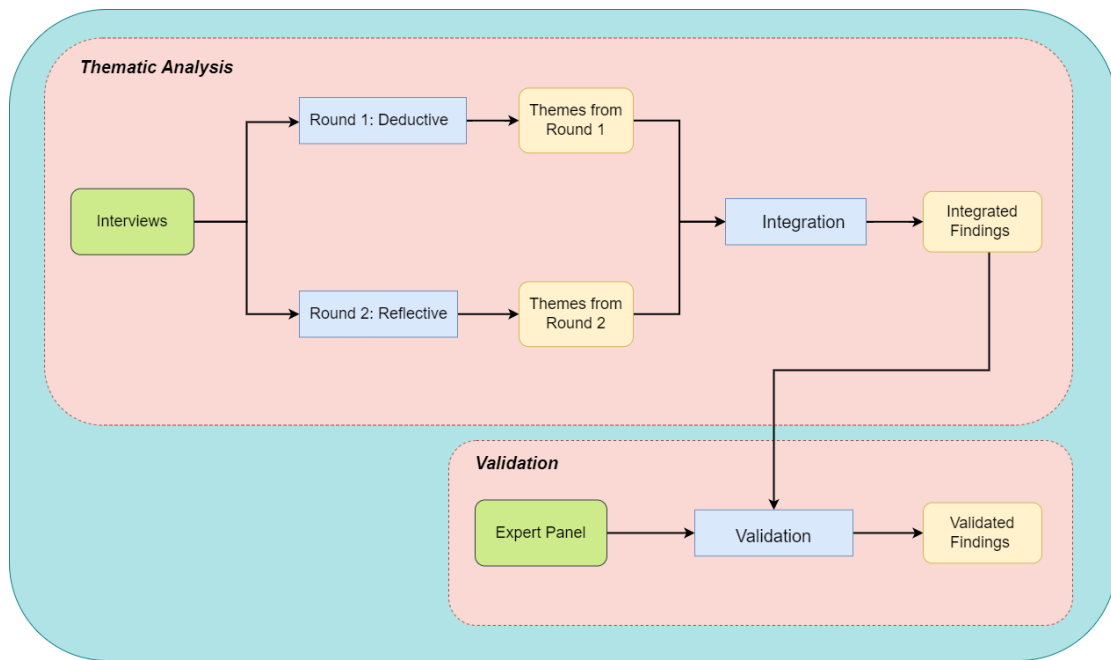 Thematic Analysis
Round 1: Deductive
Themes from
Round 1
Interviews
Integration
Integrated
Findings
Round 2: Reflective
Themes from
Round 2
Validation
Expert Panel
Validation
Validated
Findings